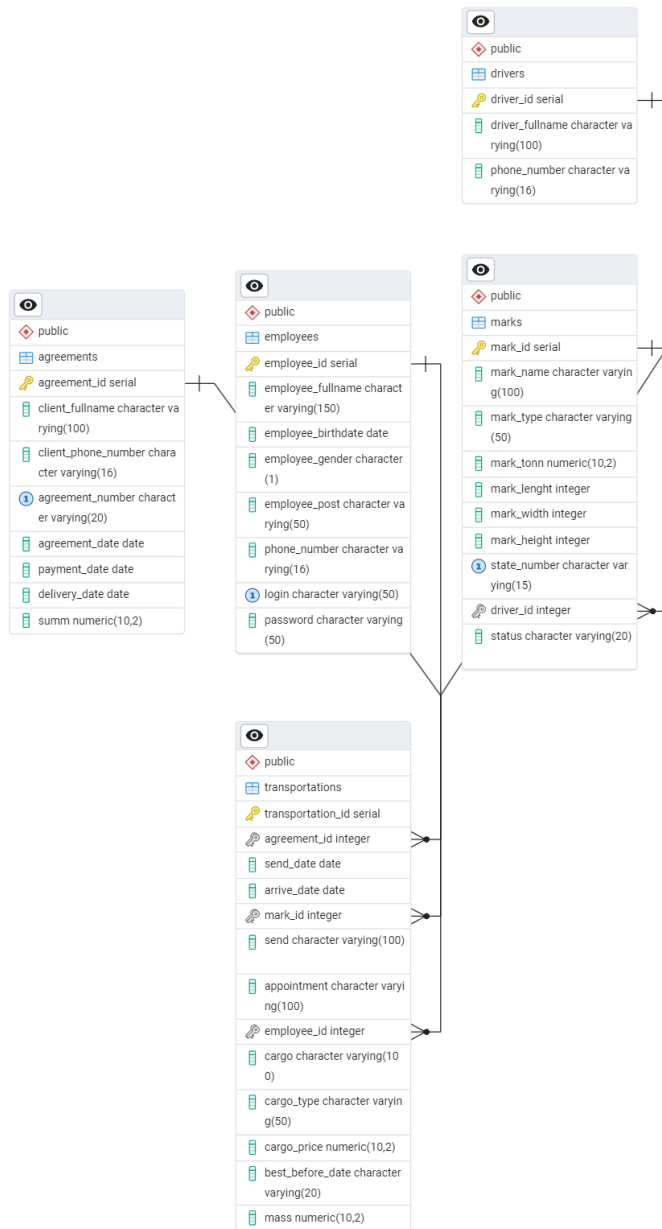 public
drivers
driver_id serial
driver_fullname character va
rying(100)
phone_number character va
rying(16)
public
agreements
agreement_id serial
client_fullname character va
rying(100)
client_phone_number chara
cter varying(16)
1 agreement_number charact
er varying(20)
agreement_date date
payment_date date
delivery_date date
summ numeric(10,2)
public
employees
employee_id serial
employee_fullname charact
er varying(150)
employee_birthdate date
employee_gender character
(1)
employee_post character va
rying(50)
phone_number character va
rying(16)
1 login character varying(50)
password character varying
(50)
public
marks
mark_id serial
mark_name character varyin
g(100)
mark_type character varying
(50)
mark_tonn numeric(10,2)
mark_lenght integer
mark_width integer
mark_height integer
1 state_number character var
ying(15)
driver_id integer
status character varying(20)
public
transportations
transportation_id serial
agreement_id integer
send_date date
arrive_date date
mark_id integer
send character varying(100)
appointment character varyi
ng(100)
employee_id integer
cargo character varying(10
0)
cargo_type character varyin
g(50)
cargo_price numeric(10,2)
best_before_date character
varying(20)
mass numeric(10,2)